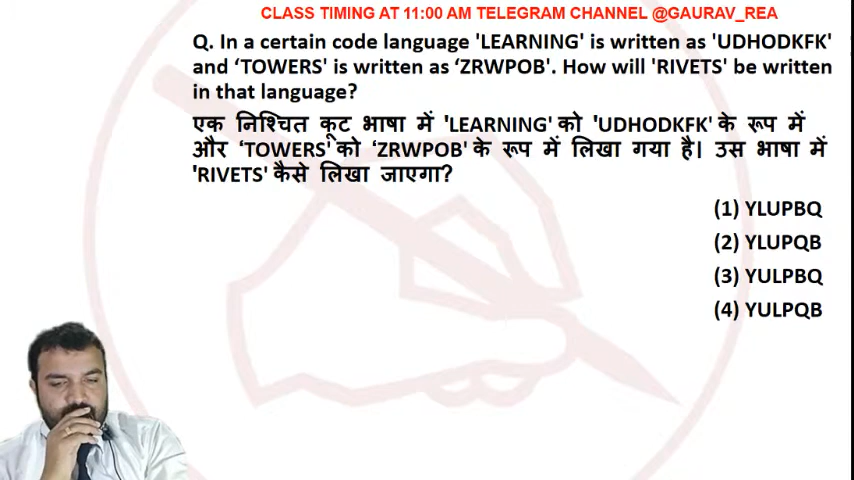 CLASS TIMING AT 11:00 AM TELEGRAM CHANNEL @GAURAV_REA
Q. In a certain code language 'LEARNING' is written as 'UDHODKFK'
and ‘TOWERS' is written as ‘ZRWPOB'. How will 'RIVETS' be written
in that language?
एक निश्चित कूट भाषा में 'LEARNING' को 'UDHODKFK' के रूप में
और ‘TOWERS' को ‘ZRWPOB' के रूप में लिखा गया है। उस भाषा में
'RIVETS' कैसे लिखा जाएगा?
(1) YLUPBQ
(2) YLUPQB
(3) YULPBQ
(4) YULPQB